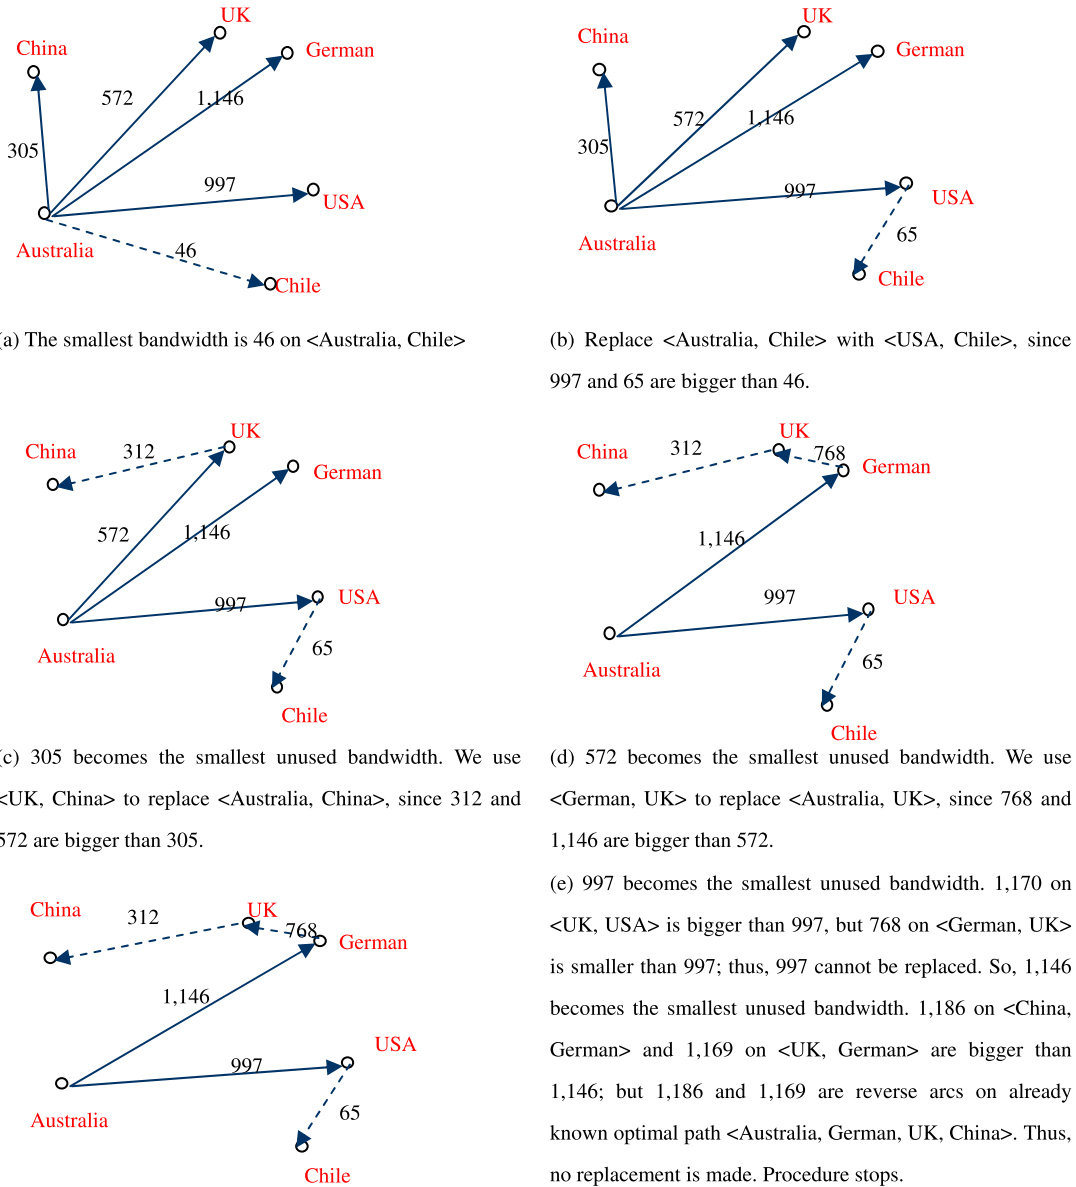 UK
China
German
572
1,146
305
997
USA
Australia
46
Chile
(a) The smallest bandwidth is 46 on <Australia, Chile>
UK
China
German
572
1,146
305
997
USA
Australia
65
Chile
(b) Replace <Australia, Chile> with <USA, Chile>, since
997 and 65 are bigger than 46.
UK
China
312
German
572
1,146
997
USA
Australia
65
Chile
(c) 305 becomes the smallest unused bandwidth. We use
<UK, China> to replace <Australia, China>, since 312 and
572 are bigger than 305.
UK
China
312
768
German
1,146
997
USA
Australia
65
Chile
(d) 572 becomes the smallest unused bandwidth. We use
<German, UK> to replace <Australia, UK>, since 768 and
1,146 are bigger than 572.
China
312
UK
768
German
1,146
USA
997
Australia
65
Chile
(e) 997 becomes the smallest unused bandwidth. 1,170 on
<UK, USA> is bigger than 997, but 768 on <German, UK>
is smaller than 997; thus, 997 cannot be replaced. So, 1,146
becomes the smallest unused bandwidth. 1,186 on <China,
German> and 1,169 on <UK, German> are bigger than
1,146; but 1,186 and 1,169 are reverse arcs on already
known optimal path <Australia, German, UK, China>. Thus,
no replacement is made. Procedure stops.